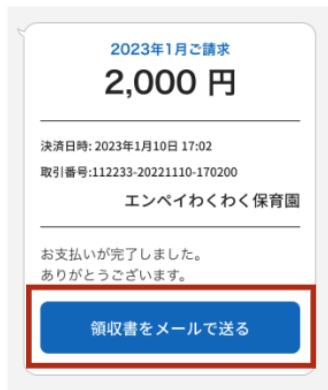 2023年1月ご請求
2,000 円
決済日時: 2023年1月10日 17:02
取引番号:112233-20221110-170200
エンペイわくわく保育園
お支払いが完了しました。
ありがとうございます。
領収書をメールで送る